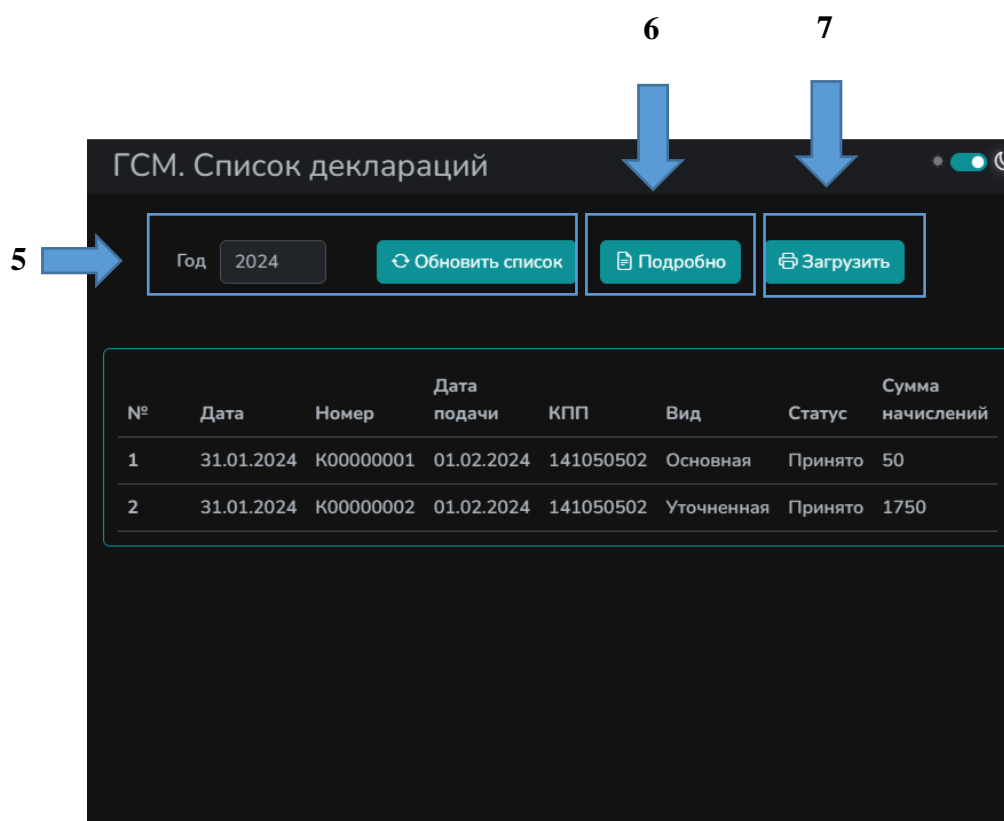 6 7
ГСМ. Список деклараций
5 Год 2024 Обновить список Подробно Загрузить
№ Дата Номер Дата подачи КПП Вид Статус Сумма начислений
1 31.01.2024 К00000001 01.02.2024 141050502 Основная Принято 50
2 31.01.2024 К00000002 01.02.2024 141050502 Уточненная Принято 1750